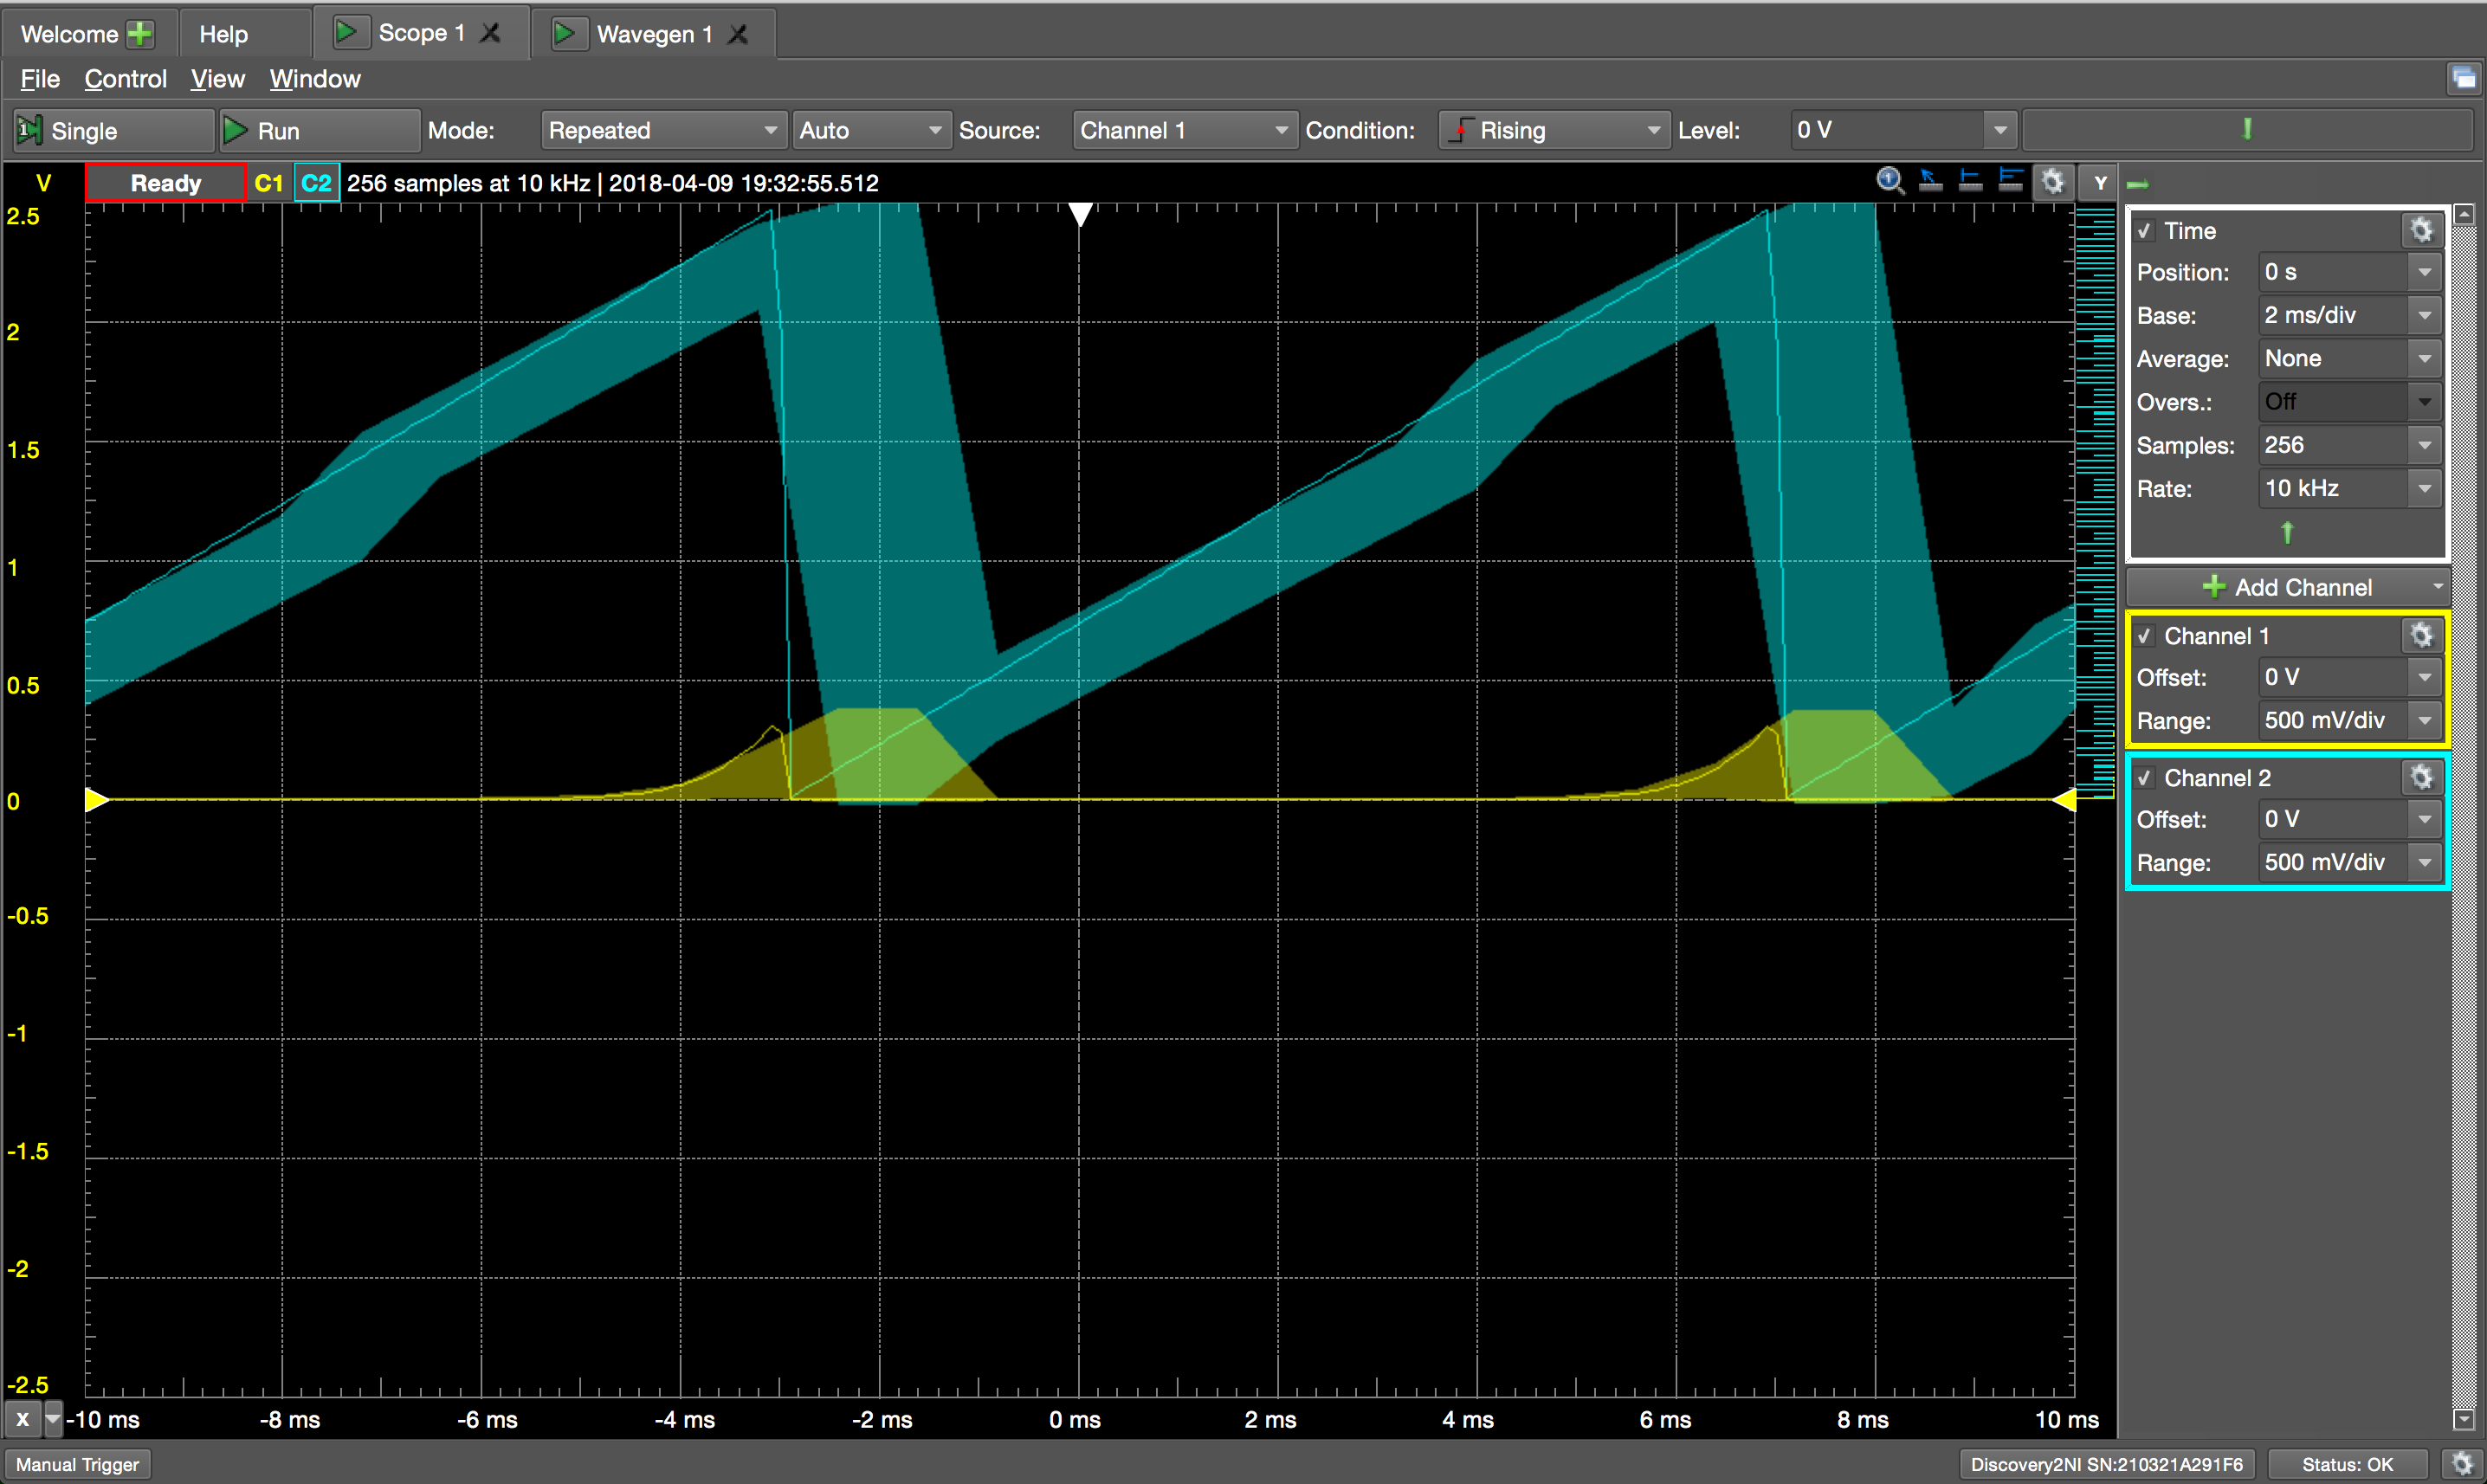 Welcome Help Scope 1 Wavegen 1
File Control View Window
1 Single Run Mode: Repeated Auto Source: Channel 1 Condition: Rising Level: 0 V
V Ready C1 C2 256 samples at 10 kHz | 2018-04-09 19:32:55.512 1 Y
2.5
2
1.5
1
0.5
0
-0.5
-1
-1.5
-2
-2.5
X -10 ms -8 ms -6 ms -4 ms -2 ms 0 ms 2 ms 4 ms 6 ms 8 ms 10 ms
Time
Position: 0 s
Base: 2 ms/div
Average: None
Overs.: Off
Samples: 256
Rate: 10 kHz
Add Channel
Channel 1
Offset: 0 V
Range: 500 mV/div
Channel 2
Offset: 0 V
Range: 500 mV/div
Manual Trigger Discovery2NI SN:210321A291F6 Status: OK